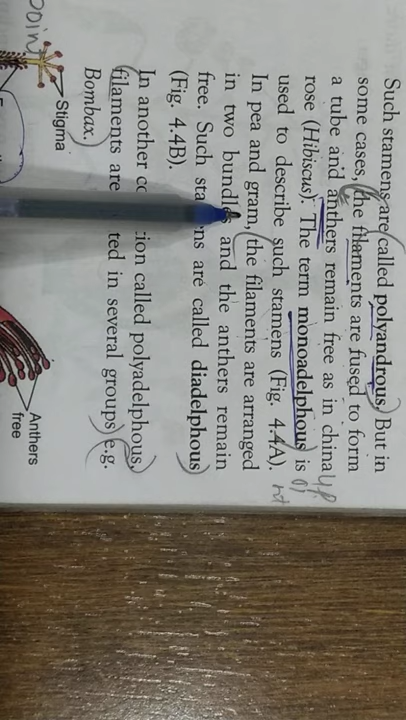 Such stamens are called polyandrous. But in
some cases, the filaments are fused to form
a tube and anthers remain free as in china
rose (Hibiscus). The term monoadelphous is
used to describe such stamens (Fig. 4.4A).
In pea and gram, the filaments are arranged
in two bundles and the anthers remain
free. Such sta ns are called diadelphous
(Fig. 4.4B).
In another co tion called polyadelphous,
filaments are ted in several groups e.g.
Bombax.
Stigma
Anthers
free
point